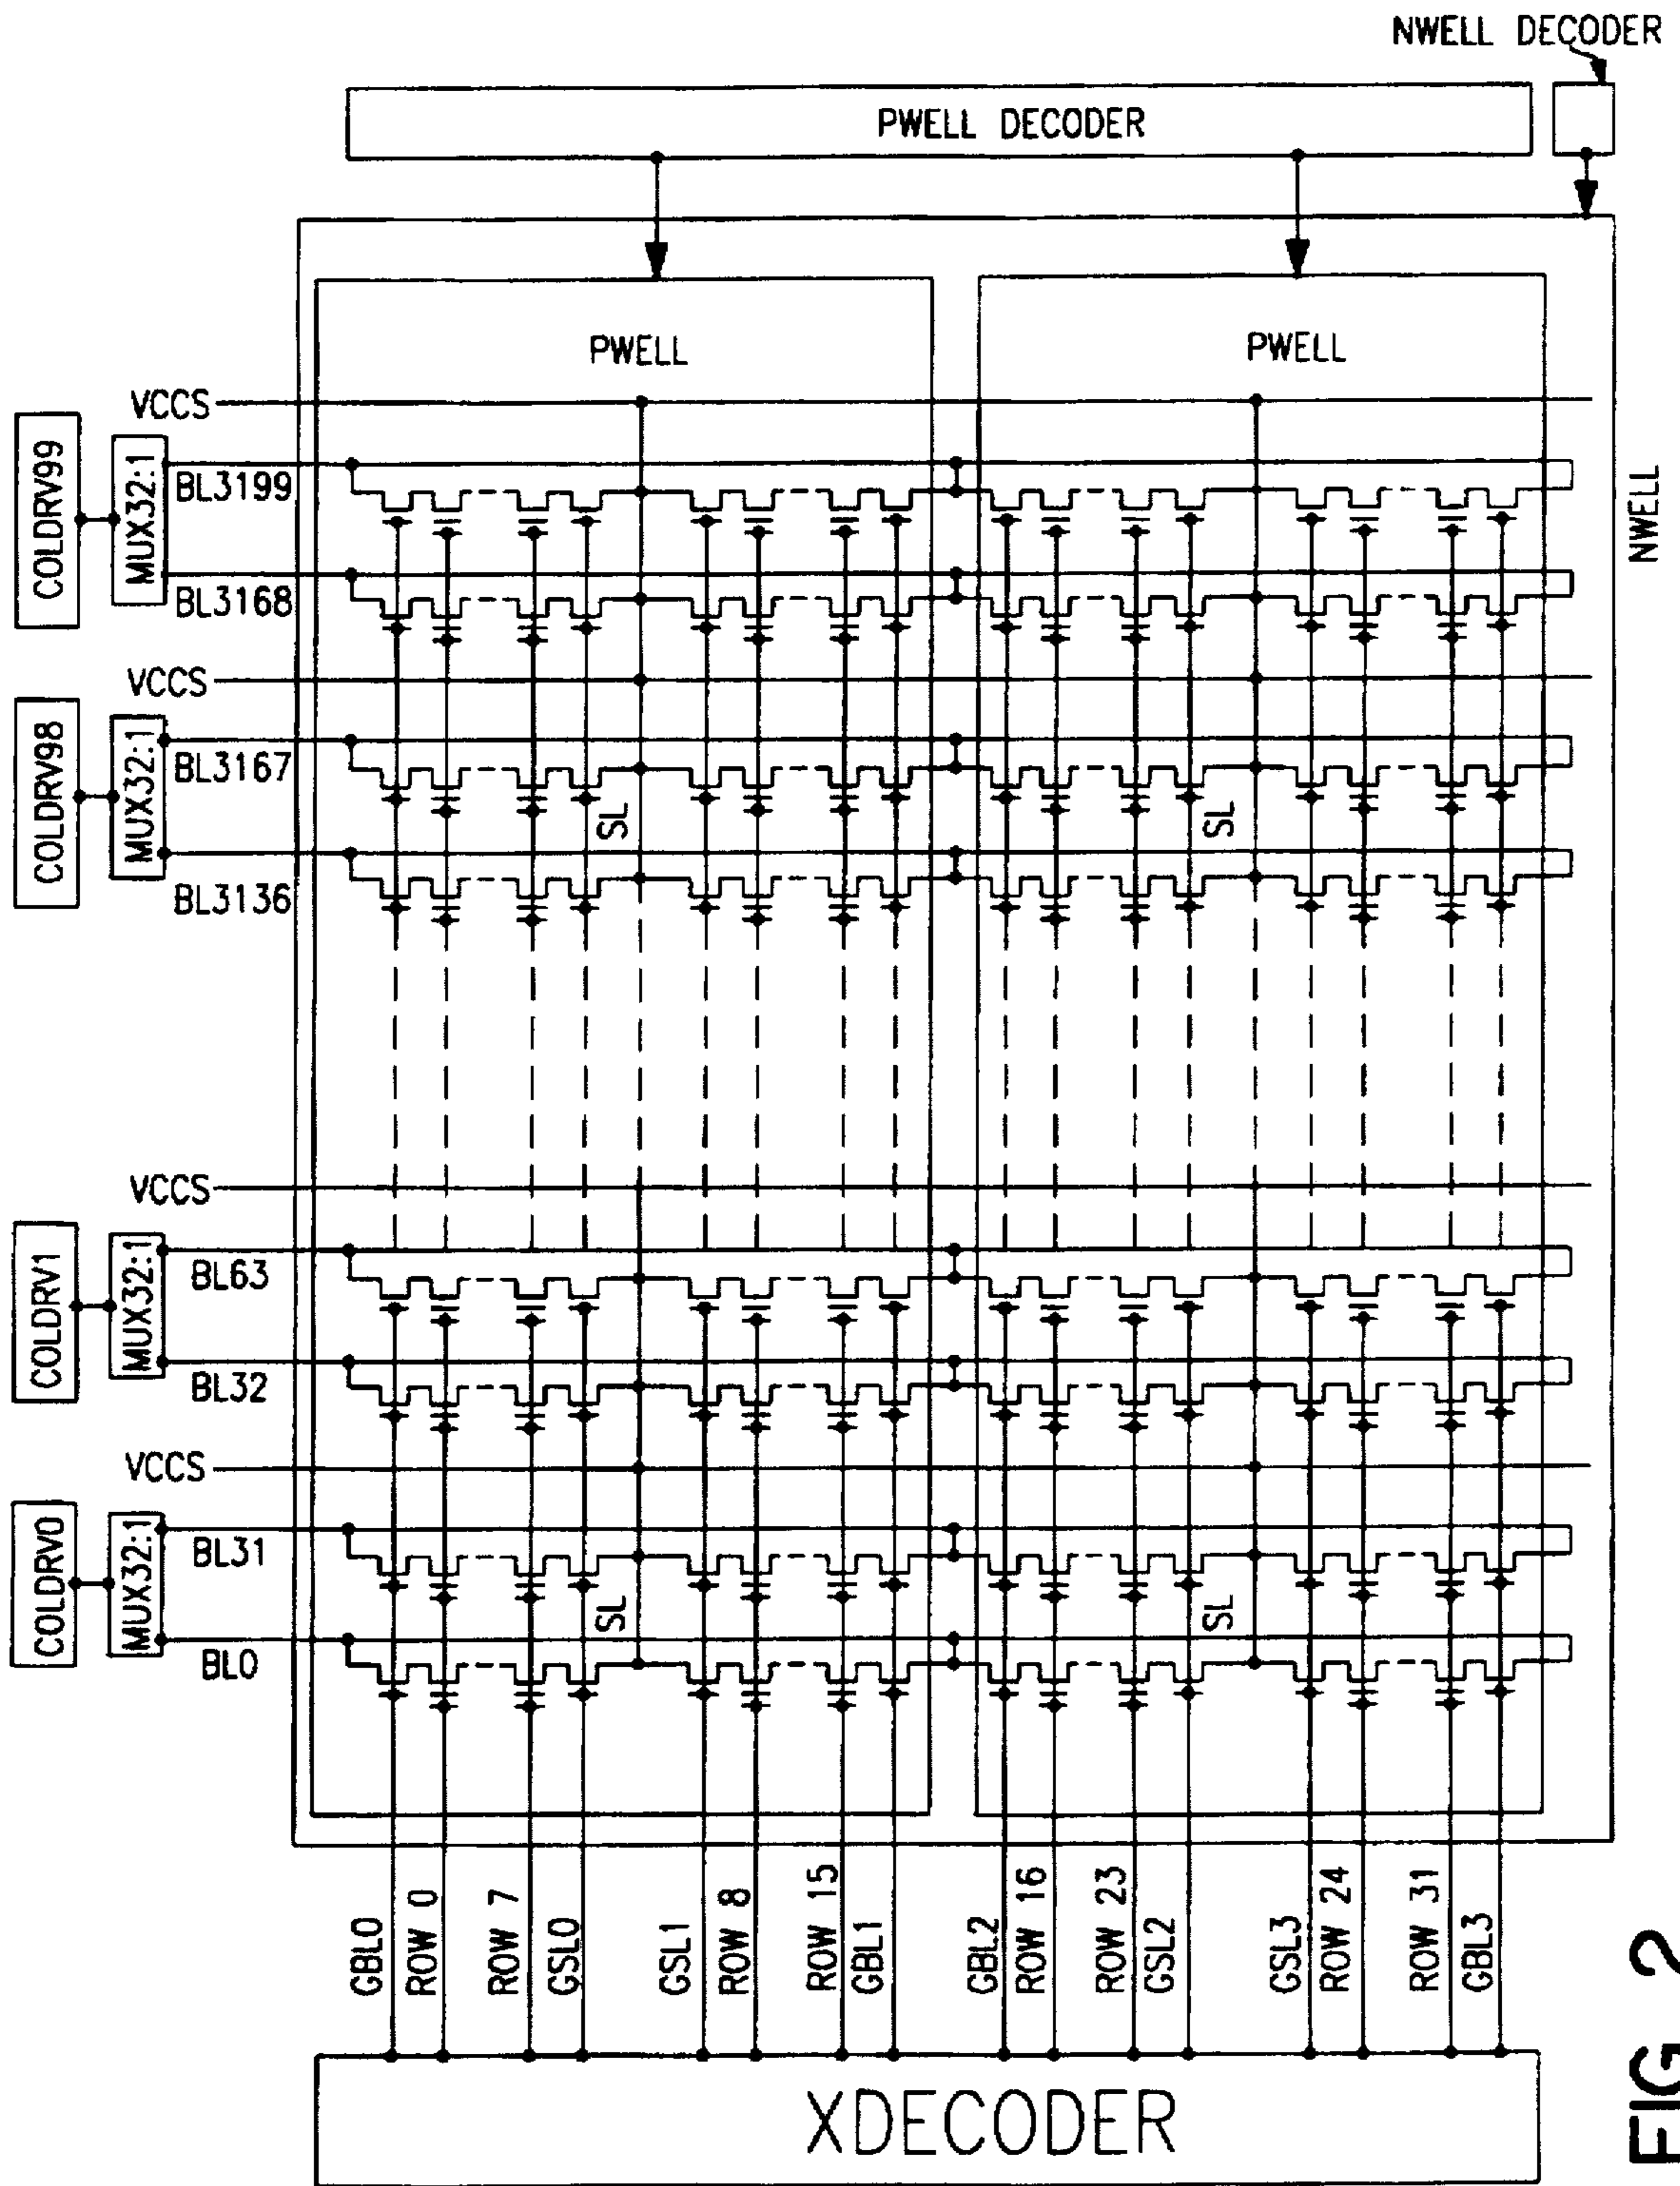 NWELL DECODER
PWELL DECODER
PWELL
PWELL
NWELL
VCCS
COLDRV99
MUX32:1
BL3199
BL3168
VCCS
COLDRV98
MUX32:1
BL3167
SL
SL
BL3136
VCCS
COLDRV1
MUX32:1
BL63
BL32
VCCS
COLDRV0
MUX32:1
BL31
SL
SL
BL0
GBL0
ROW 0
ROW 7
GSL0
GSL1
ROW 8
ROW 15
GBL1
GBL2
ROW 16
ROW 23
GSL2
GSL3
ROW 24
ROW 31
GBL3
XDECODER
FIG 2